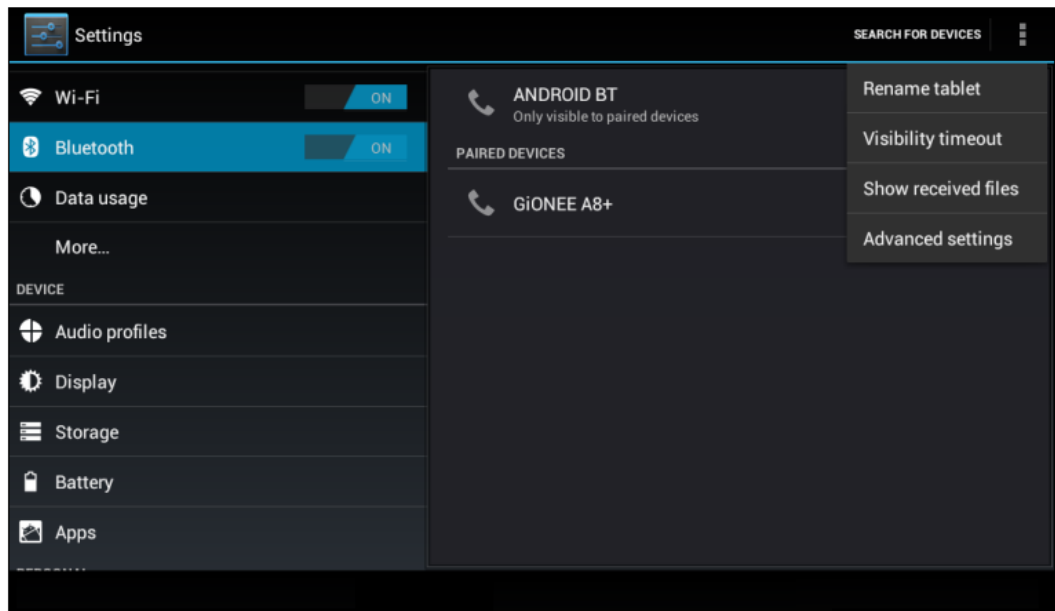 Settings
SEARCH FOR DEVICES
Wi-Fi
ON
Bluetooth
ON
Data usage
More...
DEVICE
Audio profiles
Display
Storage
Battery
Apps
ANDROID BT
Only visible to paired devices
PAIRED DEVICES
GiONEE A8+
Rename tablet
Visibility timeout
Show received files
Advanced settings